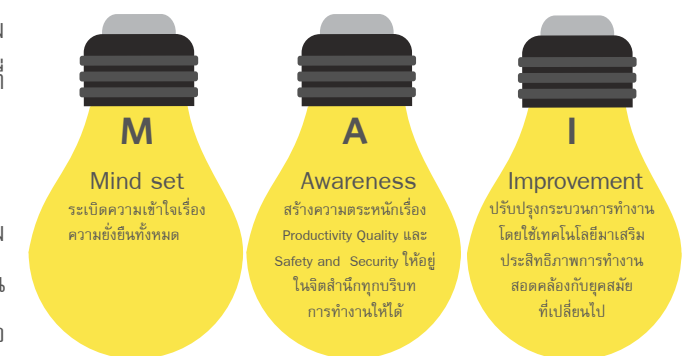 M
Mind set
ระเบิดความเข้าใจเรื่อง
ความยั่งยืนทั้งหมด
A
Awareness
สร้างความตระหนักเรื่อง
Productivity Quality และ
Safety and Security ให้อยู่
ในจิตสำนึกทุกบริบท
การทำงานให้ได้
I
Improvement
ปรับปรุงกระบวนการทำงาน
โดยใช้เทคโนโลยีมาเสริม
ประสิทธิภาพการทำงาน
สอดคล้องกับยุคสมัย
ที่เปลี่ยนไป